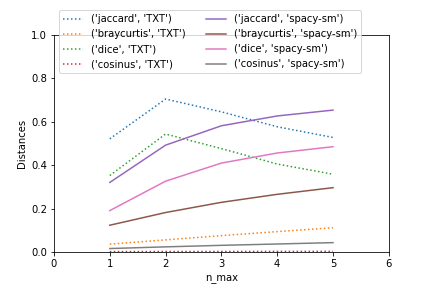 ('jaccard', 'TXT') ('jaccard', 'spacy-sm')
('braycurtis', 'TXT') ('braycurtis', 'spacy-sm')
('dice', 'TXT') ('dice', 'spacy-sm')
('cosinus', 'TXT') ('cosinus', 'spacy-sm')
1.0
0.8
0.6
0.4
0.2
0.0
Distances
0 1 2 3 4 5 6
n_max